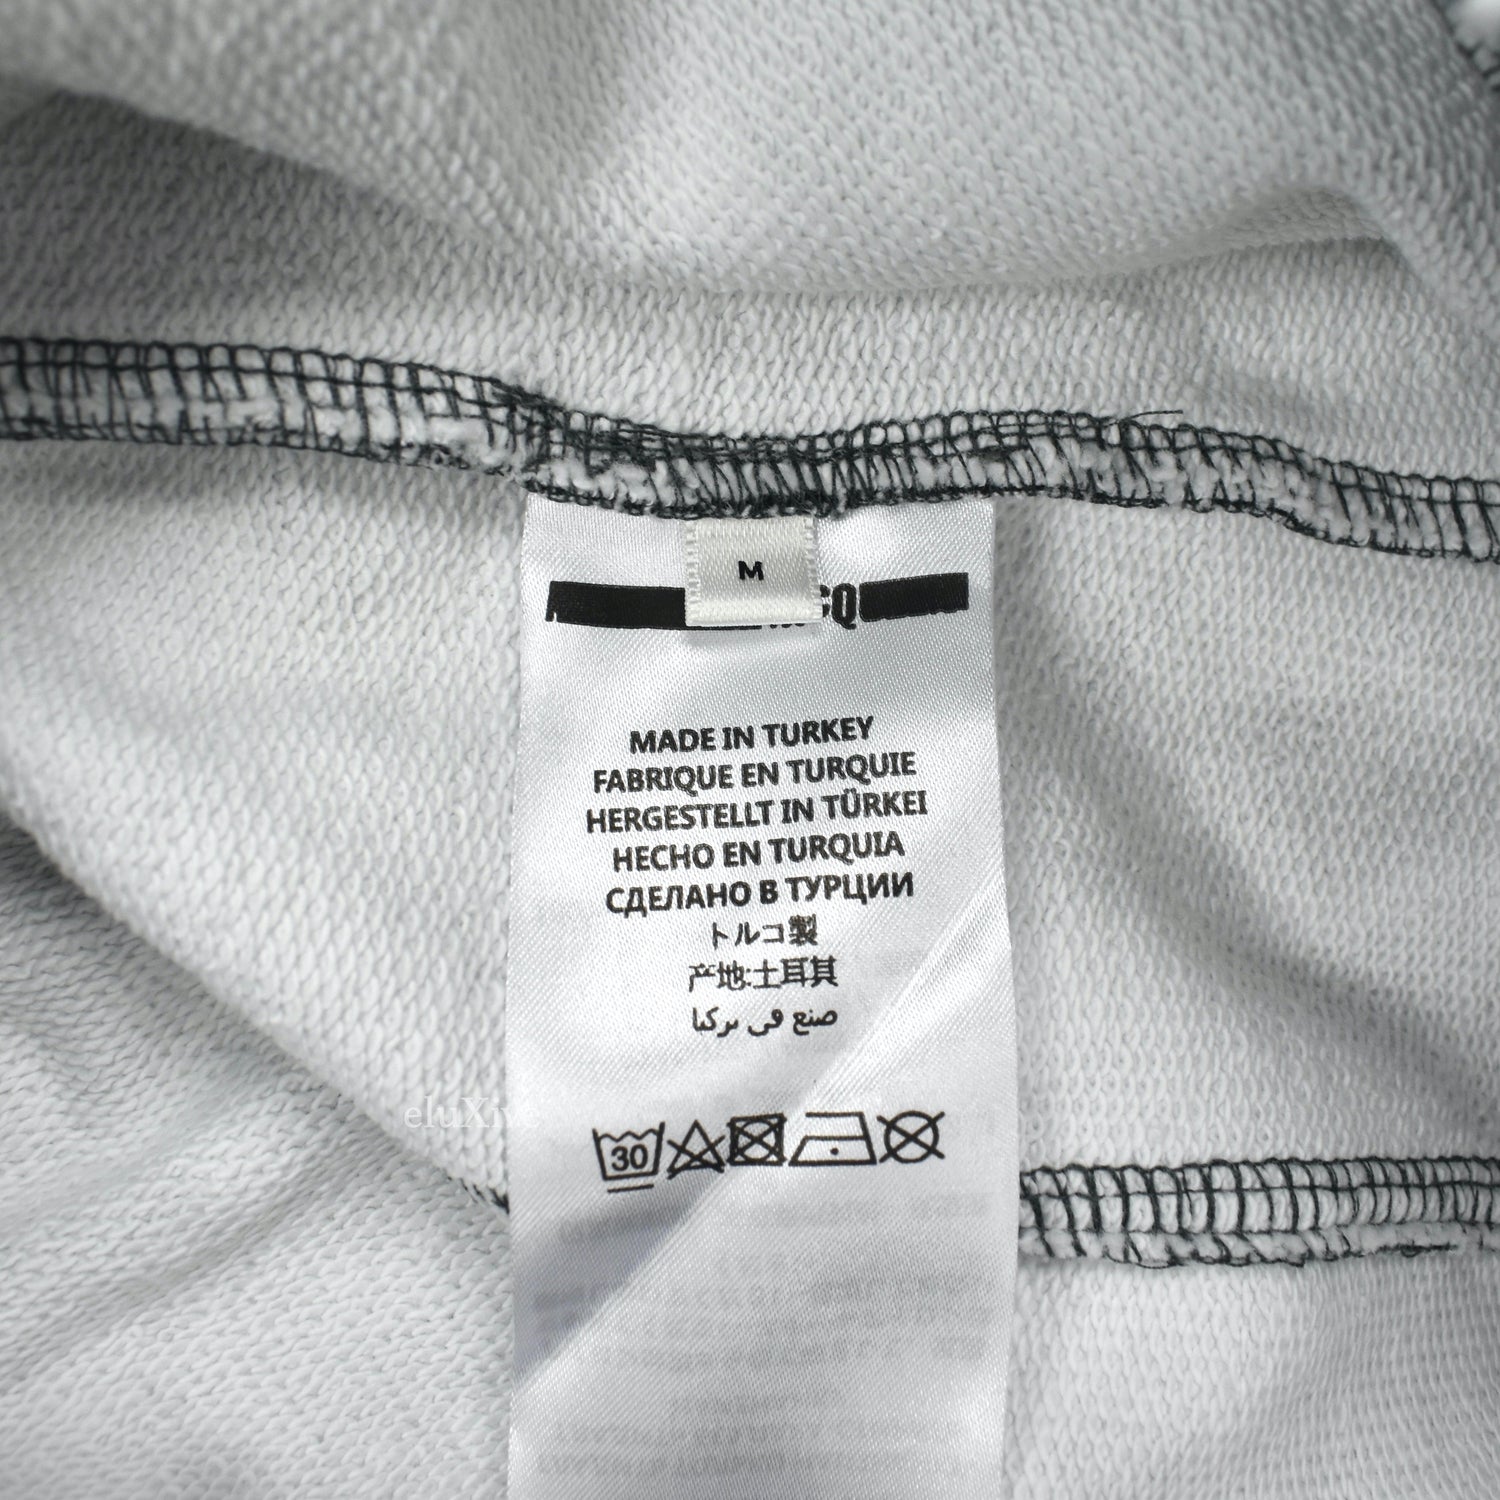 M
MADE IN TURKEY
FABRIQUE EN TURQUIE
HERGESTELLT IN TÜRKEI
HECHO EN TURQUIA
СДЕЛАНО В ТУРЦИИ
トルコ製
产地:土耳其
صنع في تركيا
30